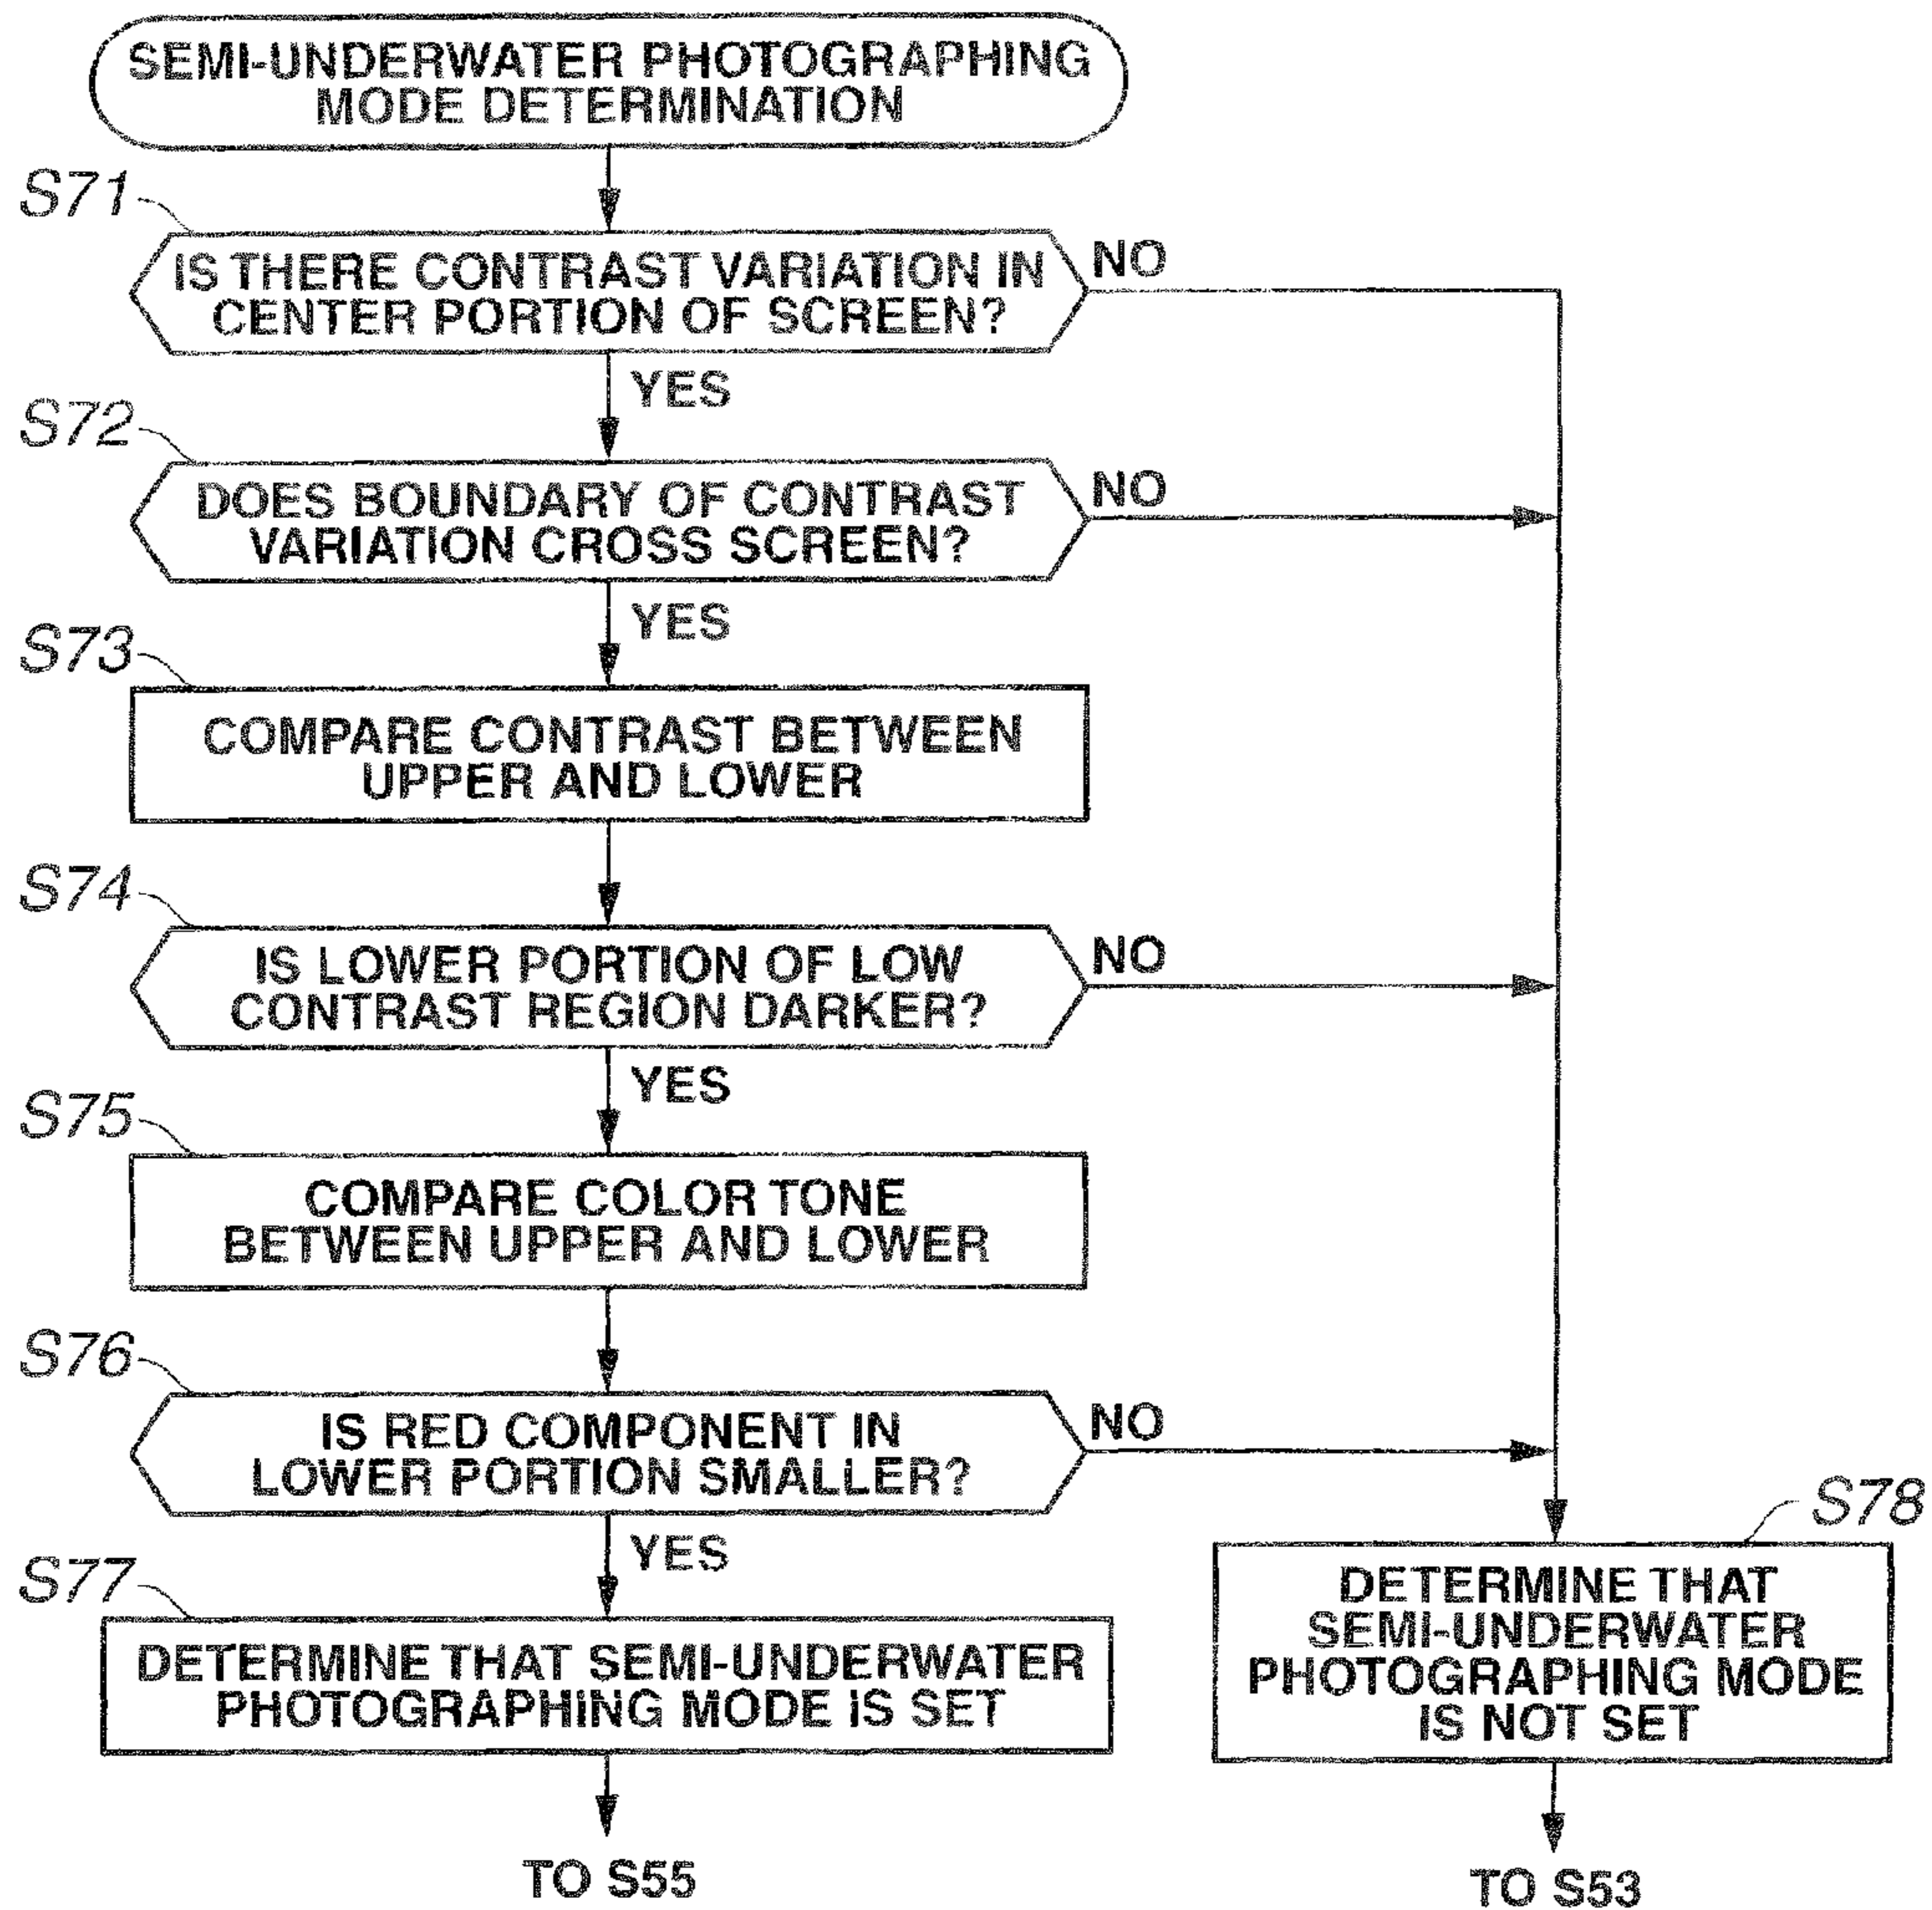 SEMI-UNDERWATER PHOTOGRAPHING
MODE DETERMINATION
S71
IS THERE CONTRAST VARIATION IN
CENTER PORTION OF SCREEN?
NO
YES
S72
DOES BOUNDARY OF CONTRAST
VARIATION CROSS SCREEN?
NO
YES
S73
COMPARE CONTRAST BETWEEN
UPPER AND LOWER
S74
IS LOWER PORTION OF LOW
CONTRAST REGION DARKER?
NO
YES
S75
COMPARE COLOR TONE
BETWEEN UPPER AND LOWER
S76
IS RED COMPONENT IN
LOWER PORTION SMALLER?
NO
YES
S77
DETERMINE THAT SEMI-UNDERWATER
PHOTOGRAPHING MODE IS SET
TO S55
S78
DETERMINE THAT
SEMI-UNDERWATER
PHOTOGRAPHING MODE
IS NOT SET
TO S53